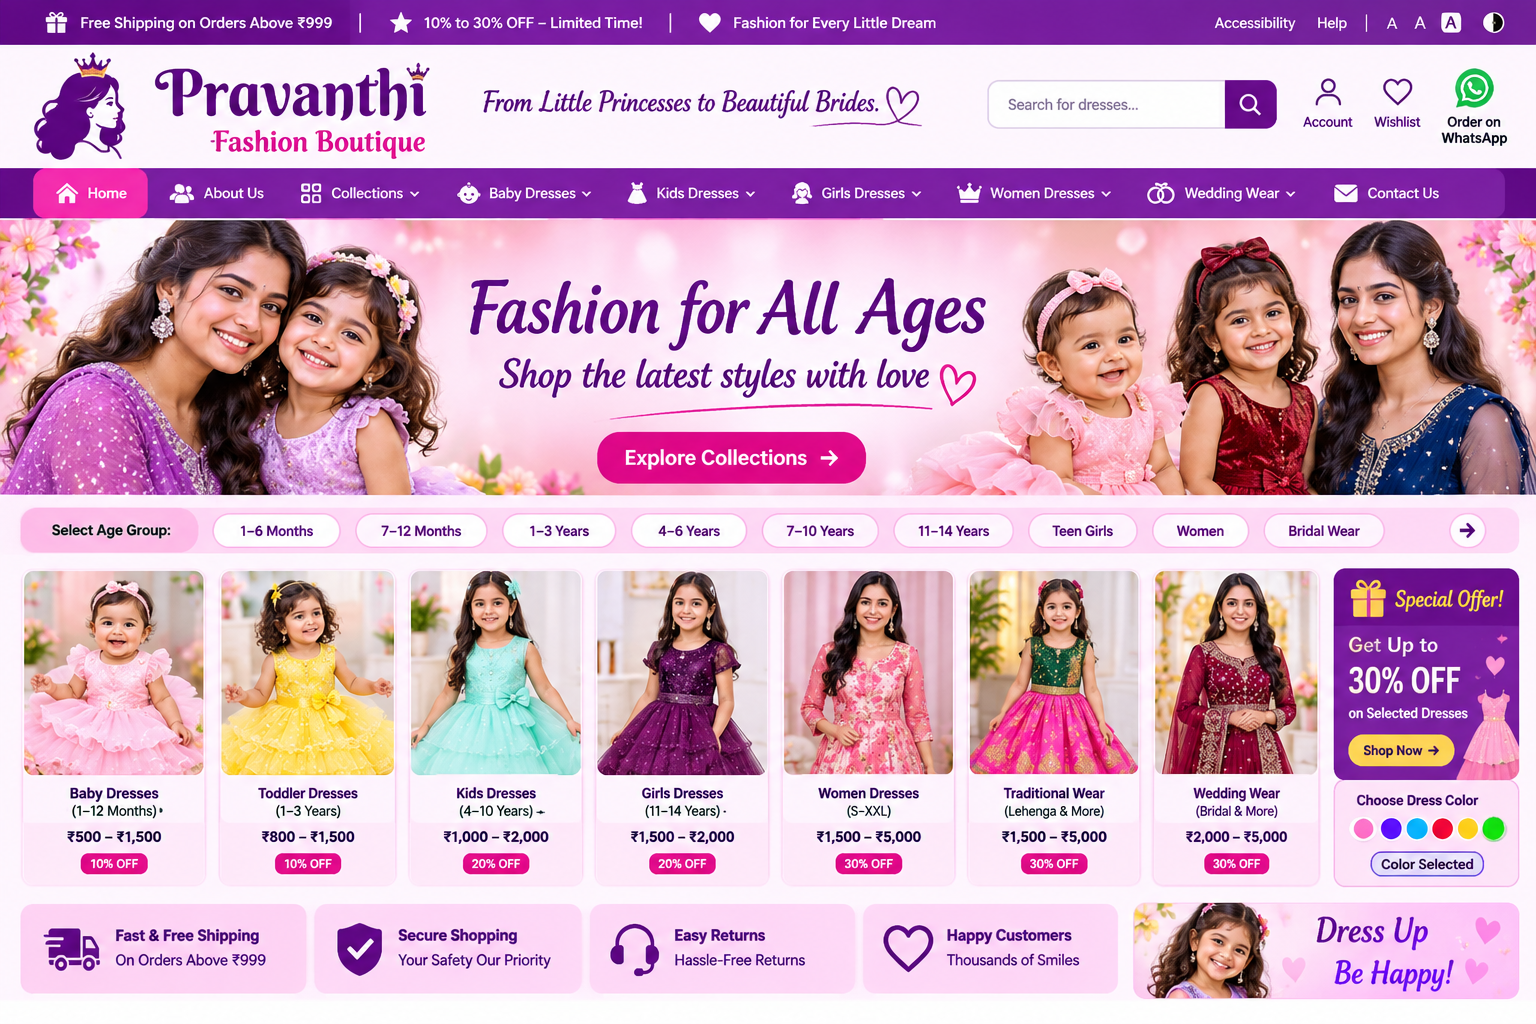 Free Shipping on Orders Above ₹999
10% to 30% OFF – Limited Time!
Fashion for Every Little Dream
Accessibility
Help
A
A
A
Pravanthi
Fashion Boutique
From Little Princesses to Beautiful Brides.
Search for dresses...
Account
Wishlist
Order on
WhatsApp
Home
About Us
Collections
Baby Dresses
Kids Dresses
Girls Dresses
Women Dresses
Wedding Wear
Contact Us
Fashion for All Ages
Shop the latest styles with love
Explore Collections →
Select Age Group:
1–6 Months
7–12 Months
1–3 Years
4–6 Years
7–10 Years
11–14 Years
Teen Girls
Women
Bridal Wear
→
Baby Dresses
(1–12 Months)
₹500 – ₹1,500
10% OFF
Toddler Dresses
(1–3 Years)
₹800 – ₹1,500
10% OFF
Kids Dresses
(4–10 Years)
₹1,000 – ₹2,000
20% OFF
Girls Dresses
(11–14 Years)
₹1,500 – ₹2,000
20% OFF
Women Dresses
(S–XXL)
₹1,500 – ₹5,000
30% OFF
Traditional Wear
(Lehenga & More)
₹1,500 – ₹5,000
30% OFF
Wedding Wear
(Bridal & More)
₹2,000 – ₹5,000
30% OFF
Special Offer!
Get Up to
30% OFF
on Selected Dresses
Shop Now →
Choose Dress Color
Color Selected
Fast & Free Shipping
On Orders Above ₹999
Secure Shopping
Your Safety Our Priority
Easy Returns
Hassle-Free Returns
Happy Customers
Thousands of Smiles
Dress Up
Be Happy!